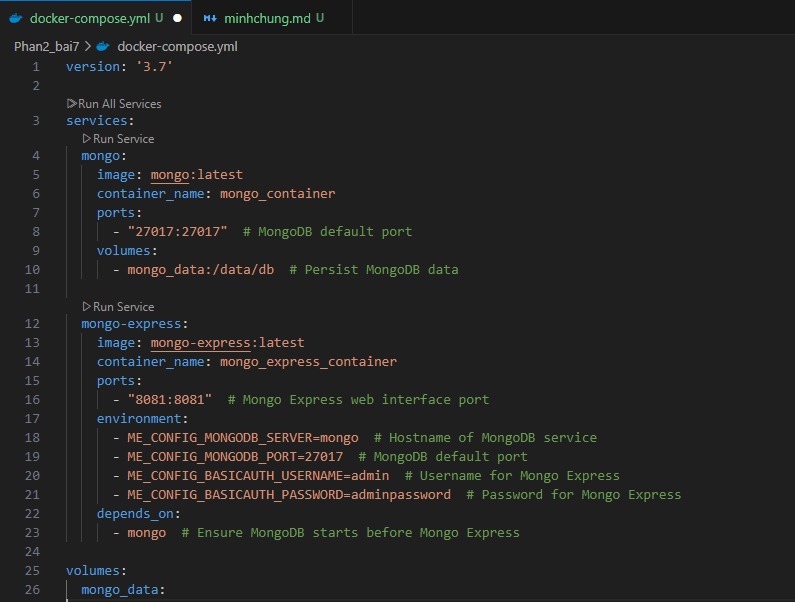 docker-compose.yml U minhchung.md U
Phan2_bai7 > docker-compose.yml
1 version: '3.7'
2
Run All Services
3 services:
Run Service
4 mongo:
5 image: mongo:latest
6 container_name: mongo_container
7 ports:
8 - "27017:27017"  # MongoDB default port
9 volumes:
10 - mongo_data:/data/db  # Persist MongoDB data
11
Run Service
12 mongo-express:
13 image: mongo-express:latest
14 container_name: mongo_express_container
15 ports:
16 - "8081:8081"  # Mongo Express web interface port
17 environment:
18 - ME_CONFIG_MONGODB_SERVER=mongo  # Hostname of MongoDB service
19 - ME_CONFIG_MONGODB_PORT=27017  # MongoDB default port
20 - ME_CONFIG_BASICAUTH_USERNAME=admin  # Username for Mongo Express
21 - ME_CONFIG_BASICAUTH_PASSWORD=adminpassword  # Password for Mongo Express
22 depends_on:
23 - mongo  # Ensure MongoDB starts before Mongo Express
24
25 volumes:
26 mongo_data: